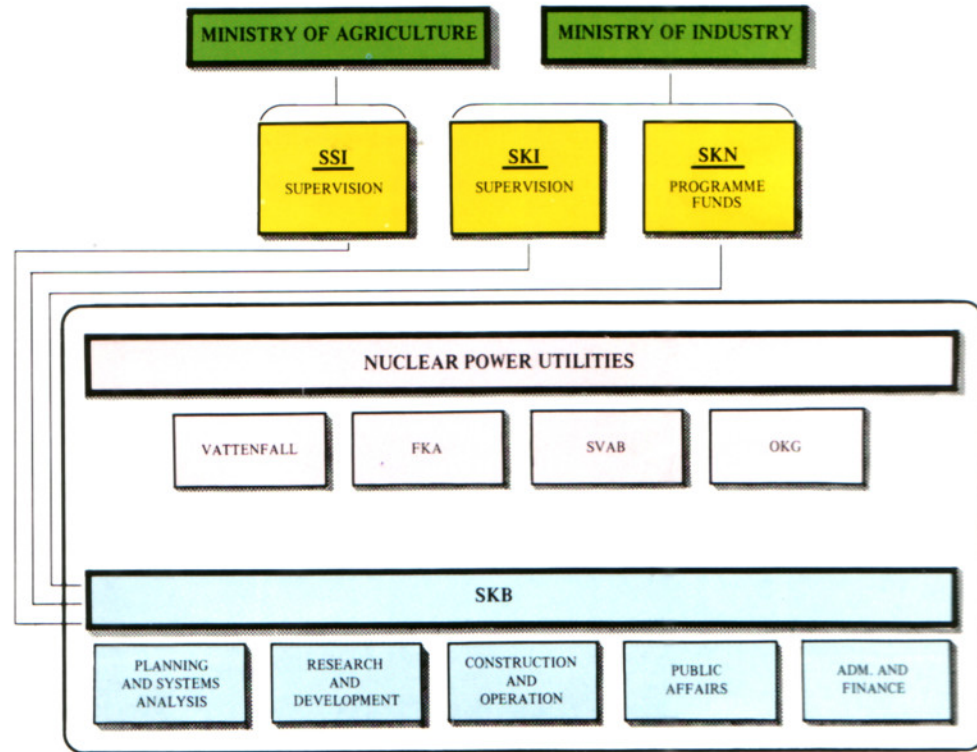 MINISTRY OF AGRICULTURE
MINISTRY OF INDUSTRY
SSI
SUPERVISION
SKI
SUPERVISION
SKN
PROGRAMME
FUNDS
NUCLEAR POWER UTILITIES
VATTENFALL
FKA
SVAB
OKG
SKB
PLANNING
AND SYSTEMS
ANALYSIS
RESEARCH
AND
DEVELOPMENT
CONSTRUCTION
AND
OPERATION
PUBLIC
AFFAIRS
ADM. AND
FINANCE